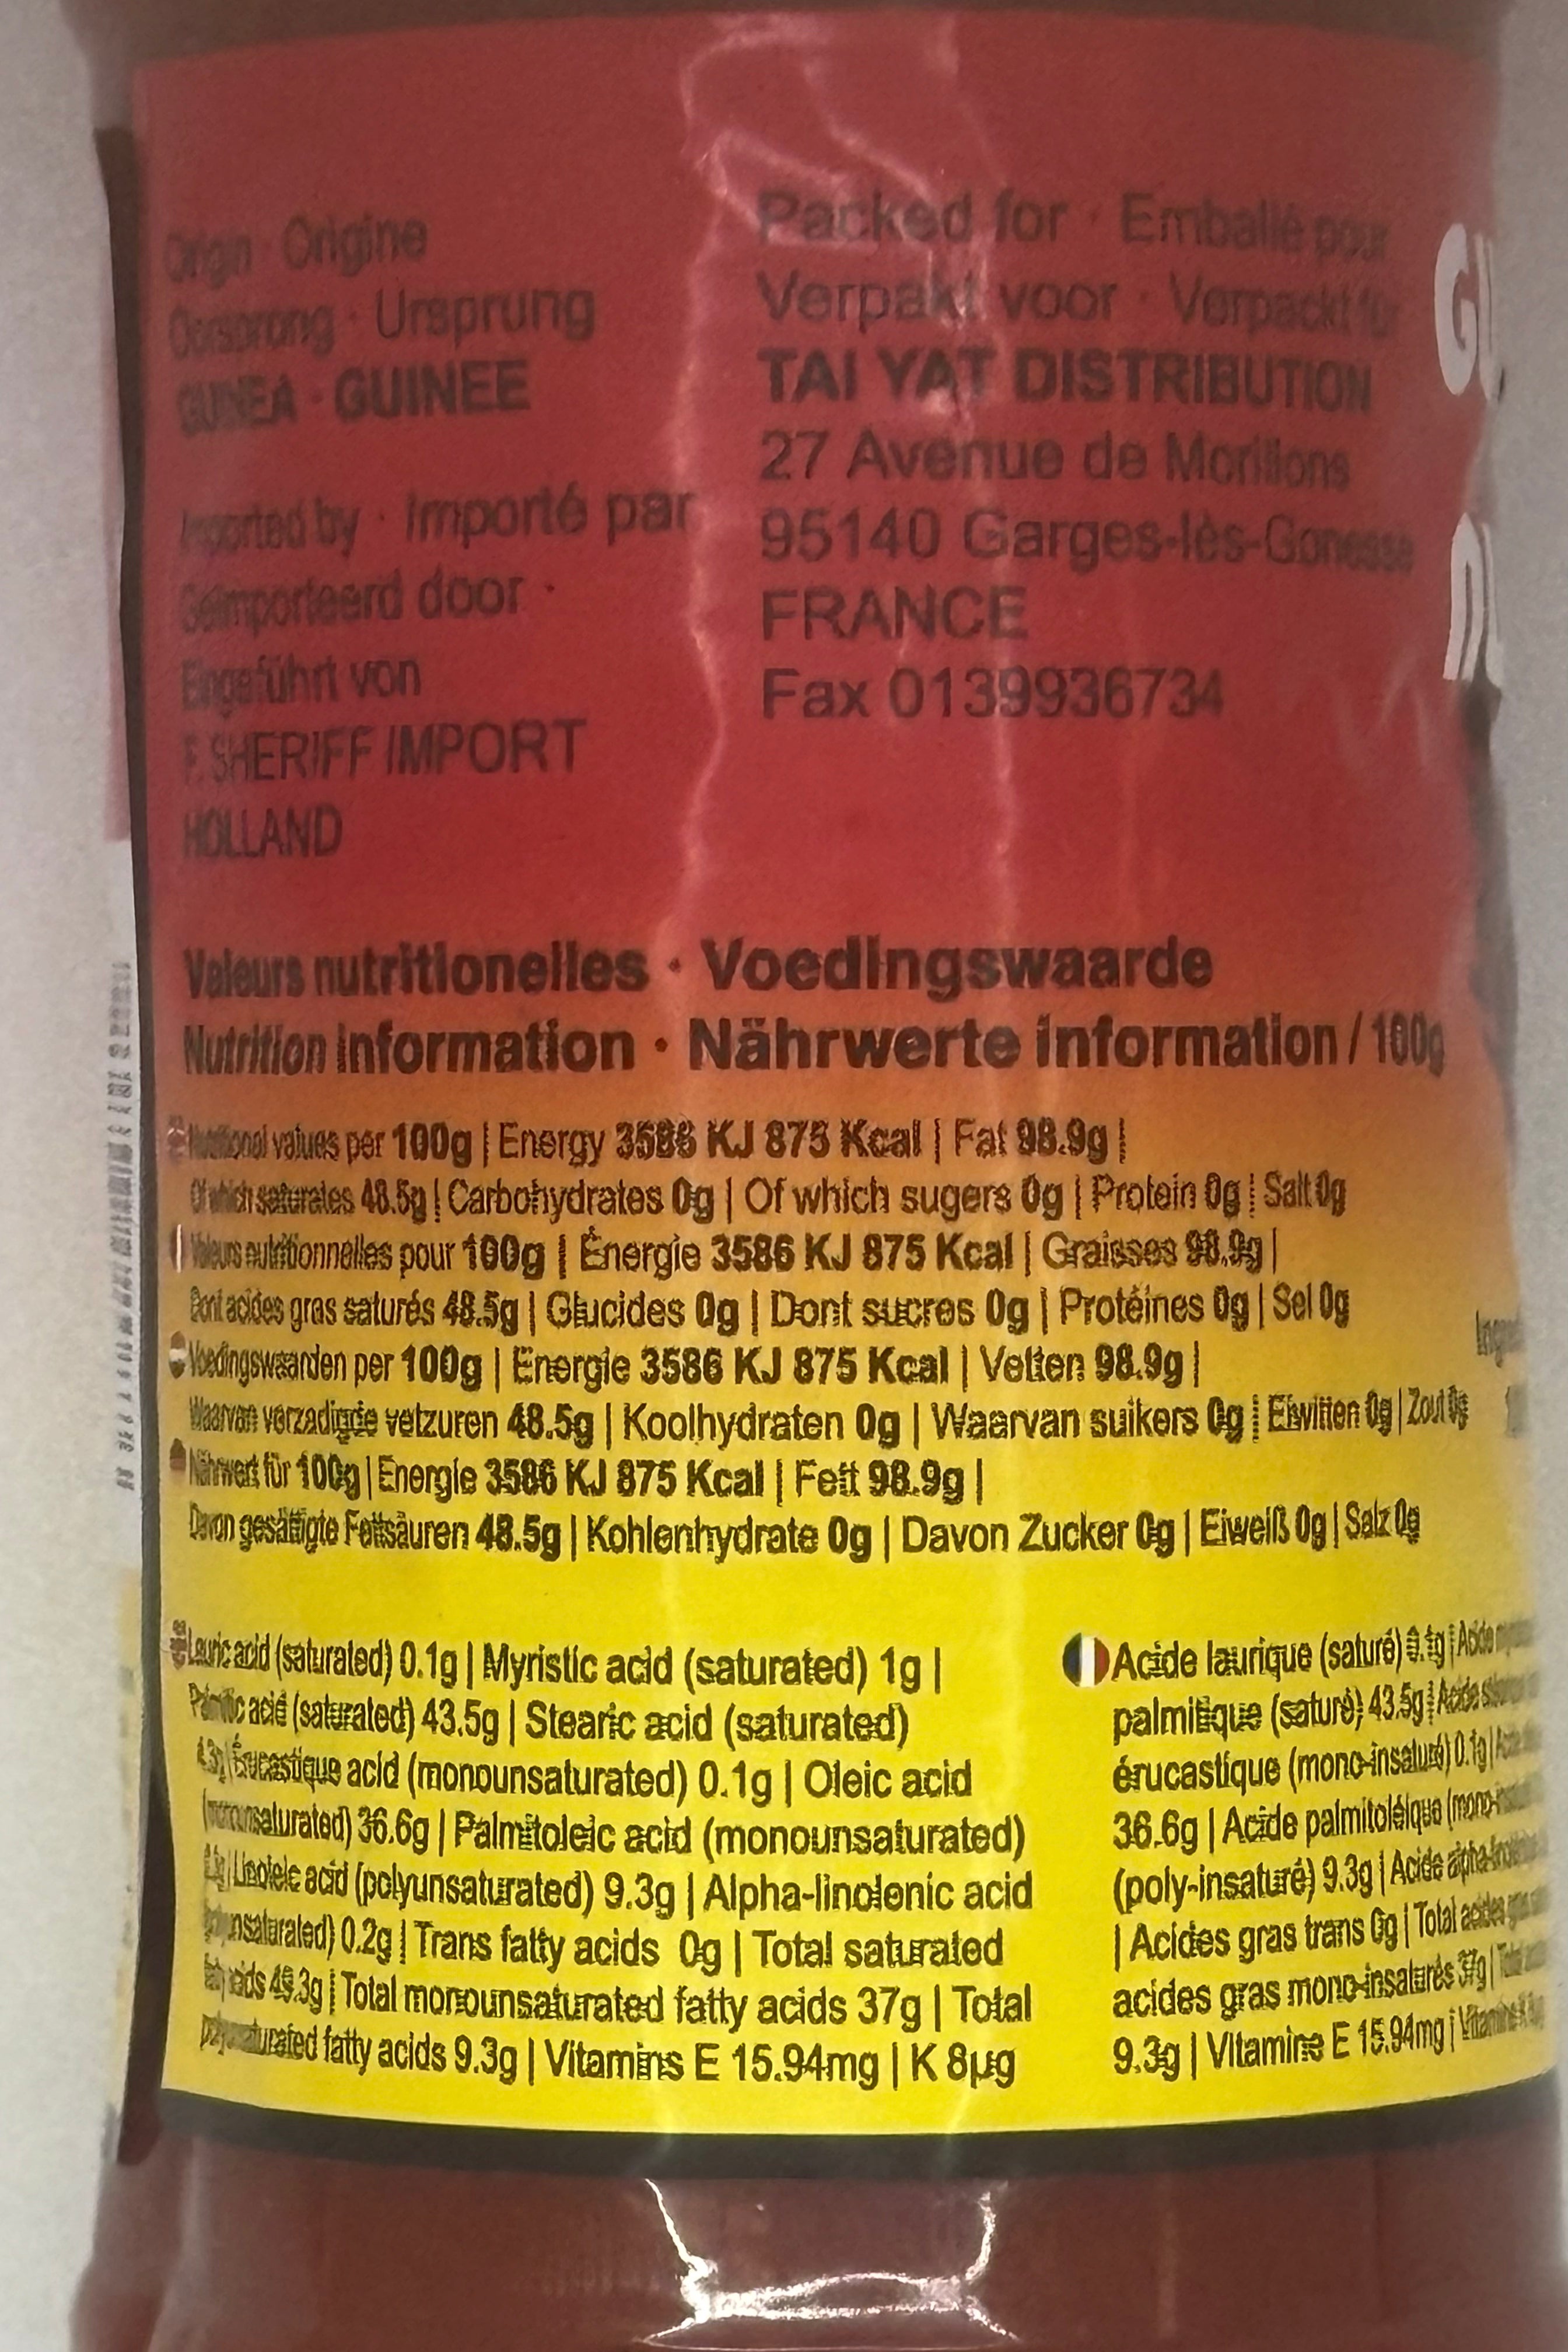 Origin · Origine
Oorsprong · Ursprung
GUINEA · GUINEE
Imported by · Importé par
Geïmporteerd door ·
Eingeführt von
F. SHERIFF IMPORT
HOLLAND
Packed for · Emballé pour
Verpakt voor · Verpackt für
TAI YAT DISTRIBUTION
27 Avenue de Morillons
95140 Garges-lès-Gonesse
FRANCE
Fax 0139936734
Valeurs nutritionelles · Voedingswaarde
Nutrition information · Nährwerte information / 100g
Nutritional values per 100g | Energy 3586 KJ 875 Kcal | Fat 98.9g |
Of which saturates 48.5g | Carbohydrates 0g | Of which sugers 0g | Protein 0g | Salt 0g
Valeurs nutritionnelles pour 100g | Énergie 3586 KJ 875 Kcal | Graisses 98.9g |
Dont acides gras saturés 48.5g | Glucides 0g | Dont sucres 0g | Protéines 0g | Sel 0g
Voedingswaarden per 100g | Energie 3586 KJ 875 Kcal | Vetten 98.9g |
Waarvan verzadigde vetzuren 48.5g | Koolhydraten 0g | Waarvan suikers 0g | Eiwitten 0g | Zout 0g
Nährwert für 100g | Energie 3586 KJ 875 Kcal | Fett 98.9g |
Davon gesättigte Fettsäuren 48.5g | Kohlenhydrate 0g | Davon Zucker 0g | Eiweiß 0g | Salz 0g
Lauric acid (saturated) 0.1g | Myristic acid (saturated) 1g |
Palmitic acid (saturated) 43.5g | Stearic acid (saturated)
4.3g | Érucastique acid (monounsaturated) 0.1g | Oleic acid
(monounsaturated) 36.6g | Palmitoleic acid (monounsaturated)
| Linoleic acid (polyunsaturated) 9.3g | Alpha-linolenic acid
0.2g | Trans fatty acids 0g | Total saturated
fatty acids 49.3g | Total monounsaturated fatty acids 37g | Total
polyunsaturated fatty acids 9.3g | Vitamins E 15.94mg | K 8µg
Acide laurique (saturé) 0.1g | Acide
palmitique (saturé) 43.5g | Acide
érucastique (mono-insaturé) 0.1g |
36.6g | Acide palmitoléique
(poly-insaturé) 9.3g | Acide
| Acides gras trans 0g | Total acides
acides gras mono-insaturés 37g |
9.3g | Vitamine E 15.94mg |